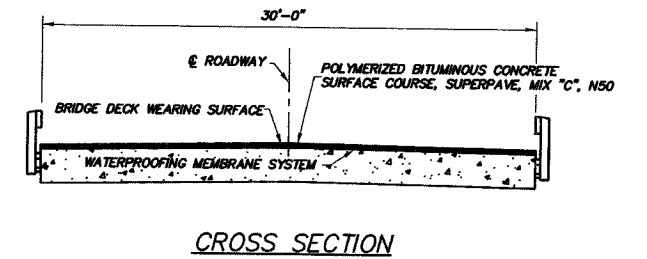 30'-0"
℄ ROADWAY
POLYMERIZED BITUMINOUS CONCRETE
SURFACE COURSE, SUPERPAVE, MIX "C", N50
BRIDGE DECK WEARING SURFACE
WATERPROOFING MEMBRANE SYSTEM
CROSS SECTION